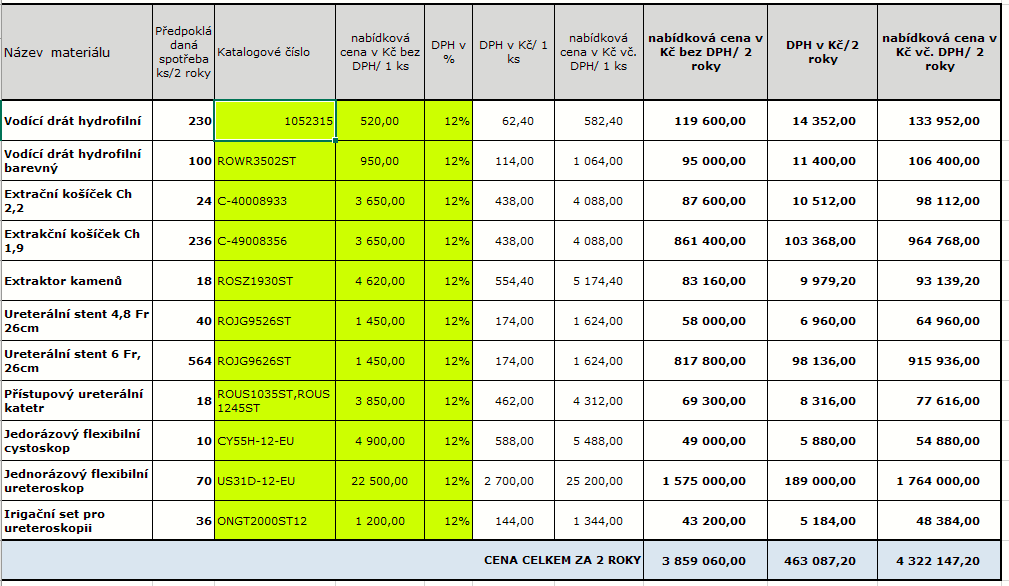 Název materiálu Předpoklá daná spotřeba ks/2 roky Katalogové číslo nabídková cena v Kč bez DPH/ 1 ks DPH v % DPH v Kč/ 1 ks nabídková cena v Kč vč. DPH/ 1 ks nabídková cena v Kč bez DPH/ 2 roky DPH v Kč/2 roky nabídková cena v Kč vč. DPH/ 2 roky
Vodící drát hydrofilní 230 1052315 520,00 12% 62,40 582,40 119 600,00 14 352,00 133 952,00
Vodící drát hydrofilní barevný 100 ROWR3502ST 950,00 12% 114,00 1 064,00 95 000,00 11 400,00 106 400,00
Extrační košíček Ch 2,2 24 C-40008933 3 650,00 12% 438,00 4 088,00 87 600,00 10 512,00 98 112,00
Extrakční košíček Ch 1,9 236 C-49008356 3 650,00 12% 438,00 4 088,00 861 400,00 103 368,00 964 768,00
Extraktor kamenů 18 ROSZ1930ST 4 620,00 12% 554,40 5 174,40 83 160,00 9 979,20 93 139,20
Ureterální stent 4,8 Fr 26cm 40 ROJG9526ST 1 450,00 12% 174,00 1 624,00 58 000,00 6 960,00 64 960,00
Ureterální stent 6 Fr, 26cm 564 ROJG9626ST 1 450,00 12% 174,00 1 624,00 817 800,00 98 136,00 915 936,00
Přístupový ureterální katetr 18 ROUS1035ST,ROUS 1245ST 3 850,00 12% 462,00 4 312,00 69 300,00 8 316,00 77 616,00
Jedorázový flexibilní cystoskop 10 CY55H-12-EU 4 900,00 12% 588,00 5 488,00 49 000,00 5 880,00 54 880,00
Jednorázový flexibilní ureteroskop 70 US31D-12-EU 22 500,00 12% 2 700,00 25 200,00 1 575 000,00 189 000,00 1 764 000,00
Irigační set pro ureteroskopii 36 ONGT2000ST12 1 200,00 12% 144,00 1 344,00 43 200,00 5 184,00 48 384,00
CENA CELKEM ZA 2 ROKY 3 859 060,00 463 087,20 4 322 147,20